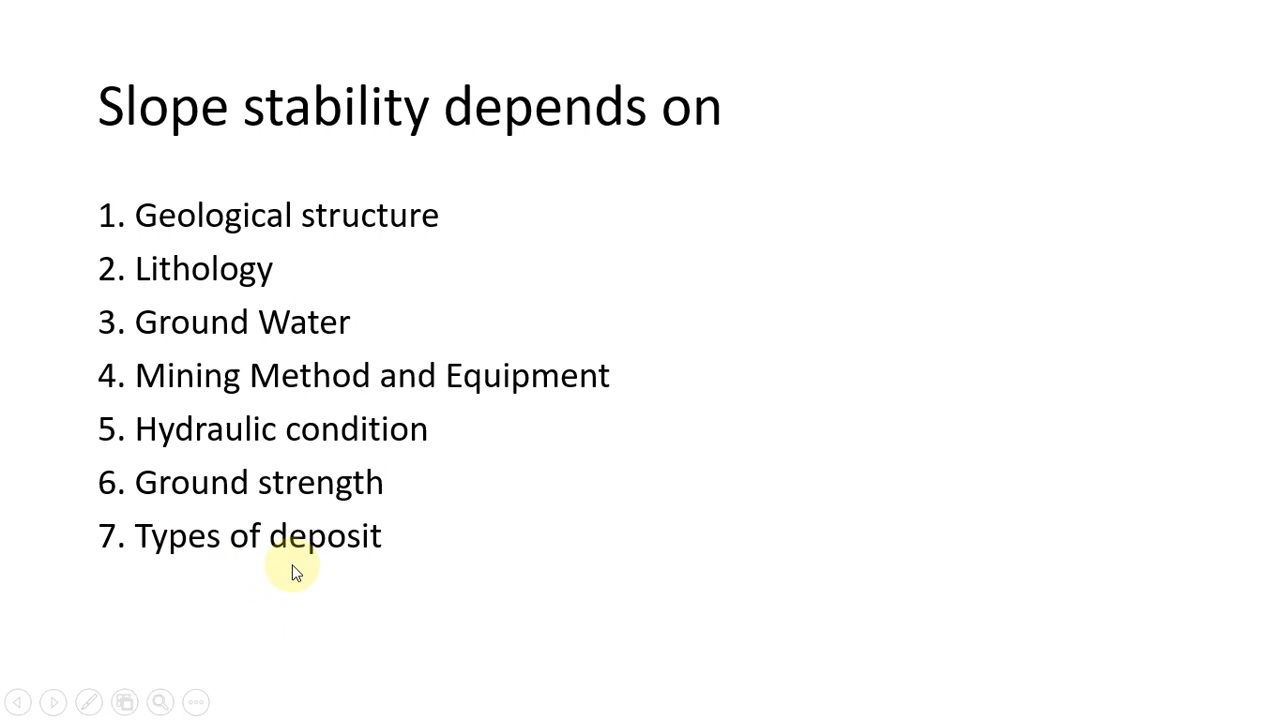 Slope stability depends on
1. Geological structure
2. Lithology
3. Ground Water
4. Mining Method and Equipment
5. Hydraulic condition
6. Ground strength
7. Types of deposit